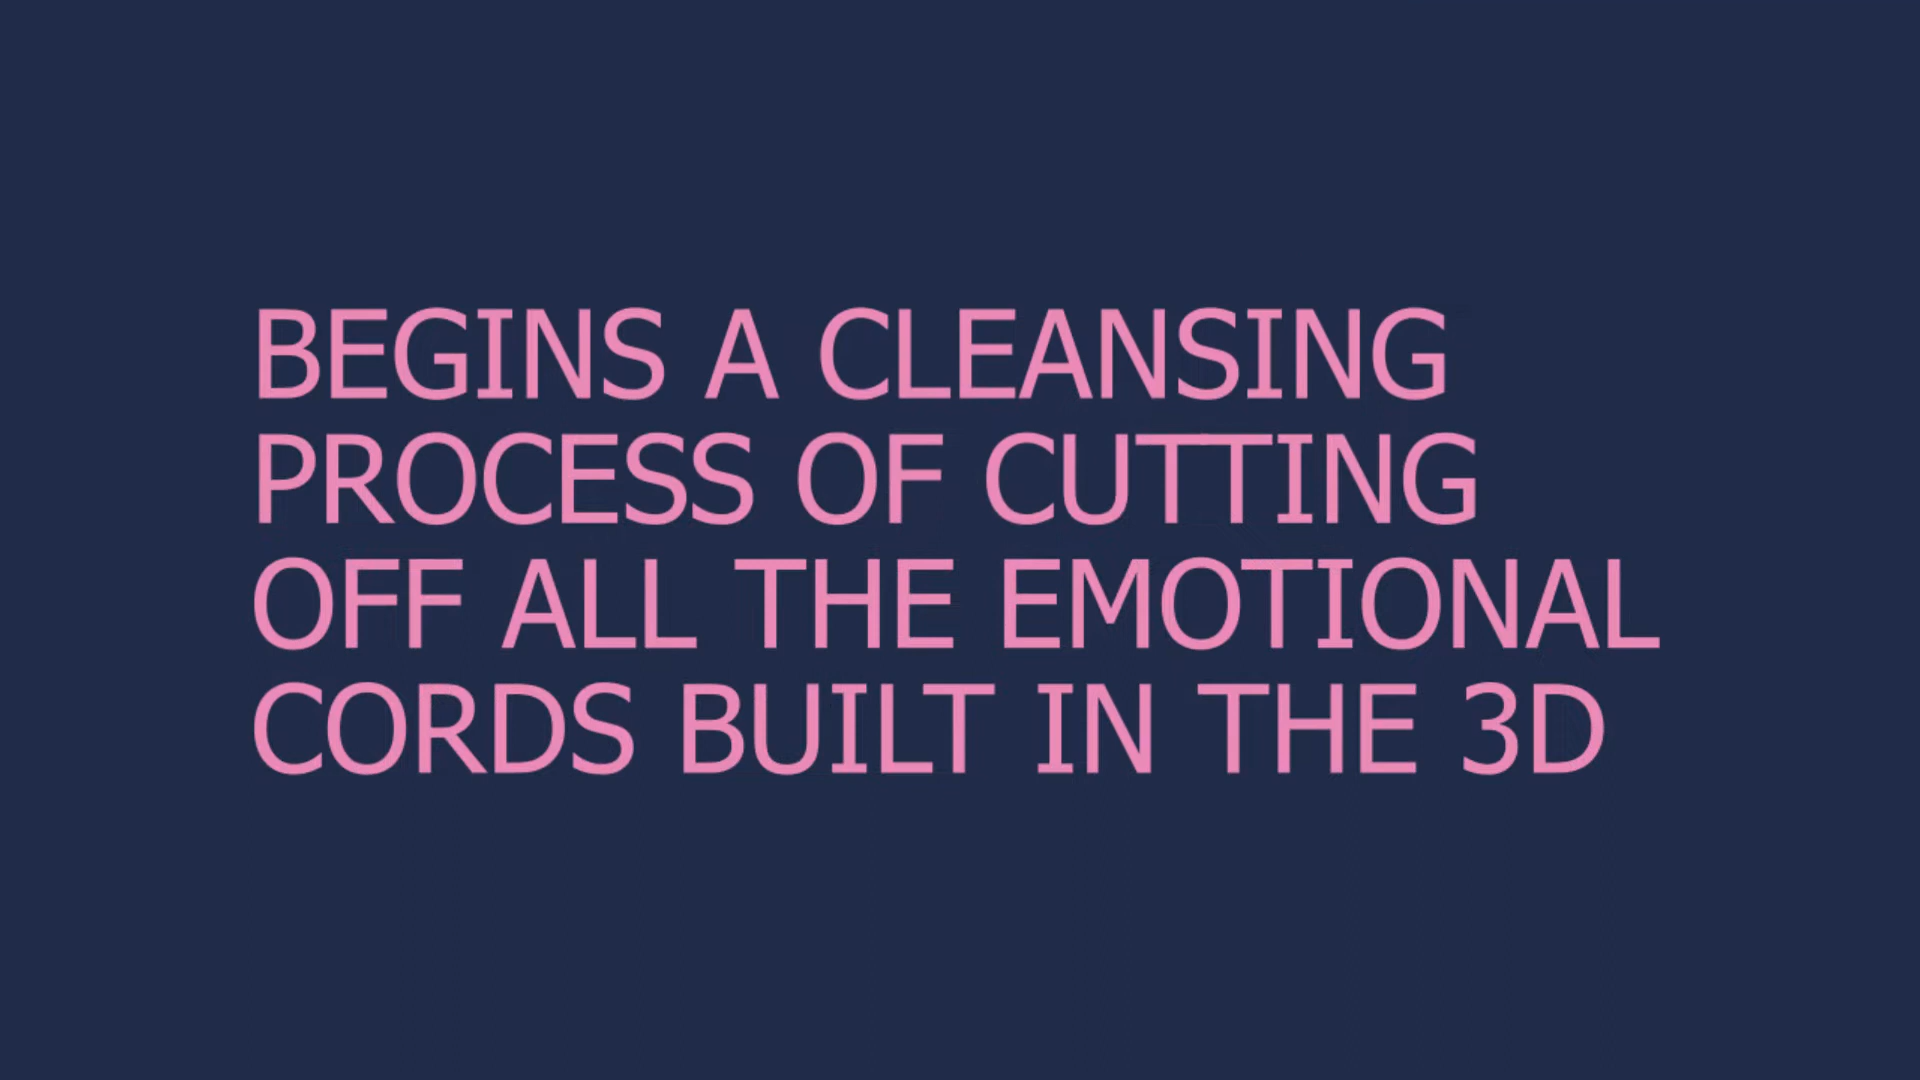 BEGINS A CLEANSING
PROCESS OF CUTTING
OFF ALL THE EMOTIONAL
CORDS BUILT IN THE 3D